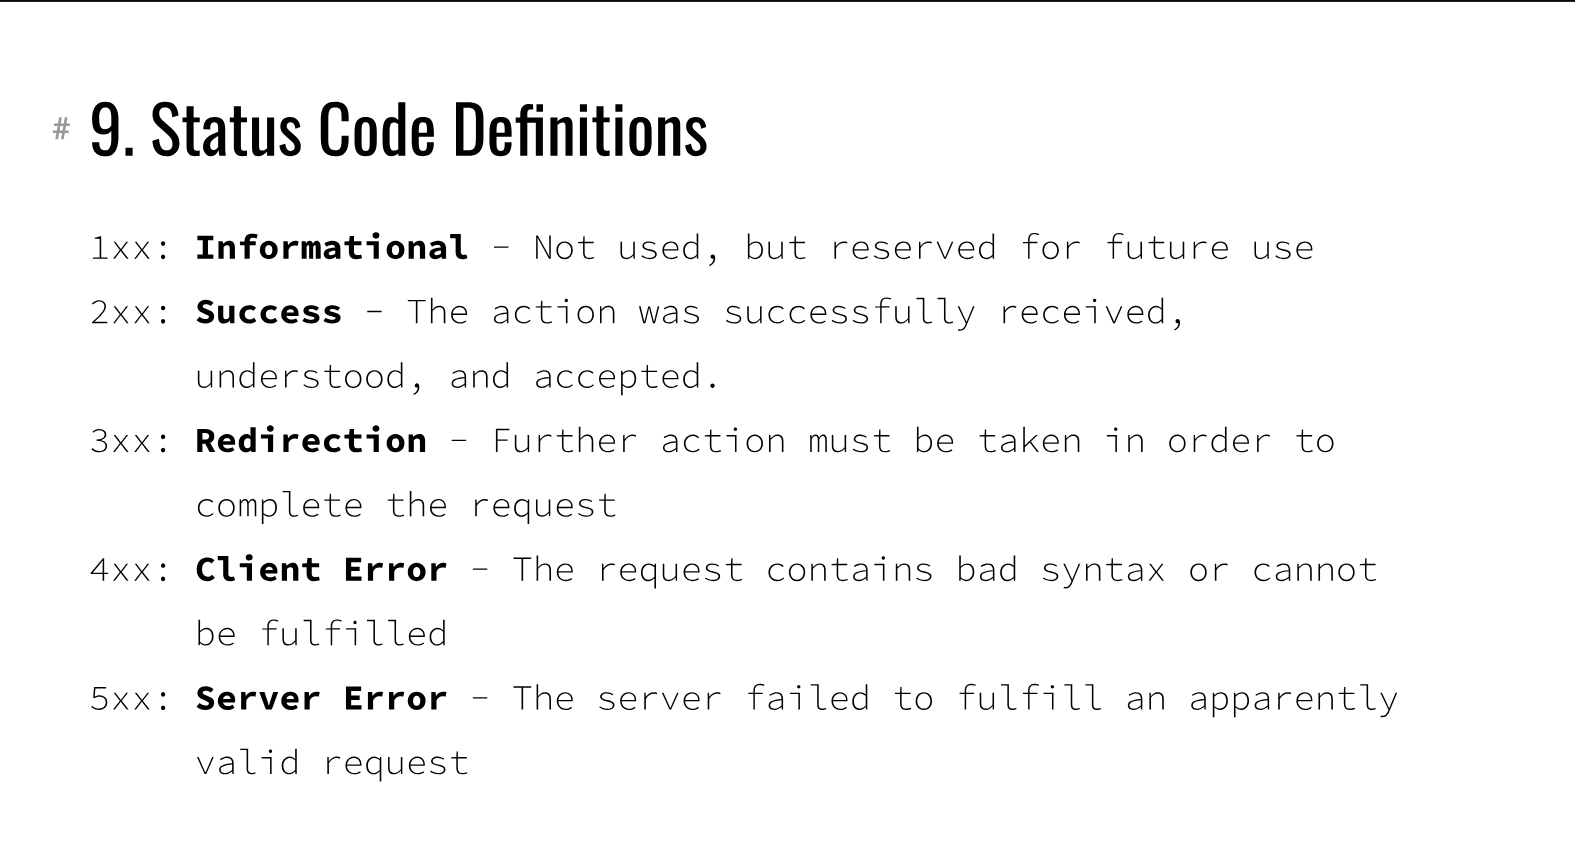 # 9. Status Code Definitions
1xx: Informational - Not used, but reserved for future use
2xx: Success - The action was successfully received,
understood, and accepted.
3xx: Redirection - Further action must be taken in order to
complete the request
4xx: Client Error - The request contains bad syntax or cannot
be fulfilled
5xx: Server Error - The server failed to fulfill an apparently
valid request